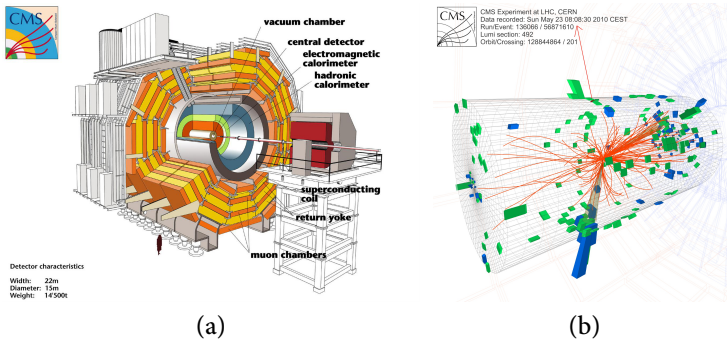 CMS
vacuum chamber
central detector
electromagnetic
calorimeter
hadronic
calorimeter
superconducting
coil
return yoke
muon chambers
Detector characteristics
Width: 22m
Diameter: 15m
Weight: 14'500t
(a)
CMS
CMS Experiment at LHC, CERN
Data recorded: Sun May 23 08:08:30 2010 CEST
Run/Event: 136066 / 56871610
Lumi section: 492
Orbit/Crossing: 128844864 / 201
(b)